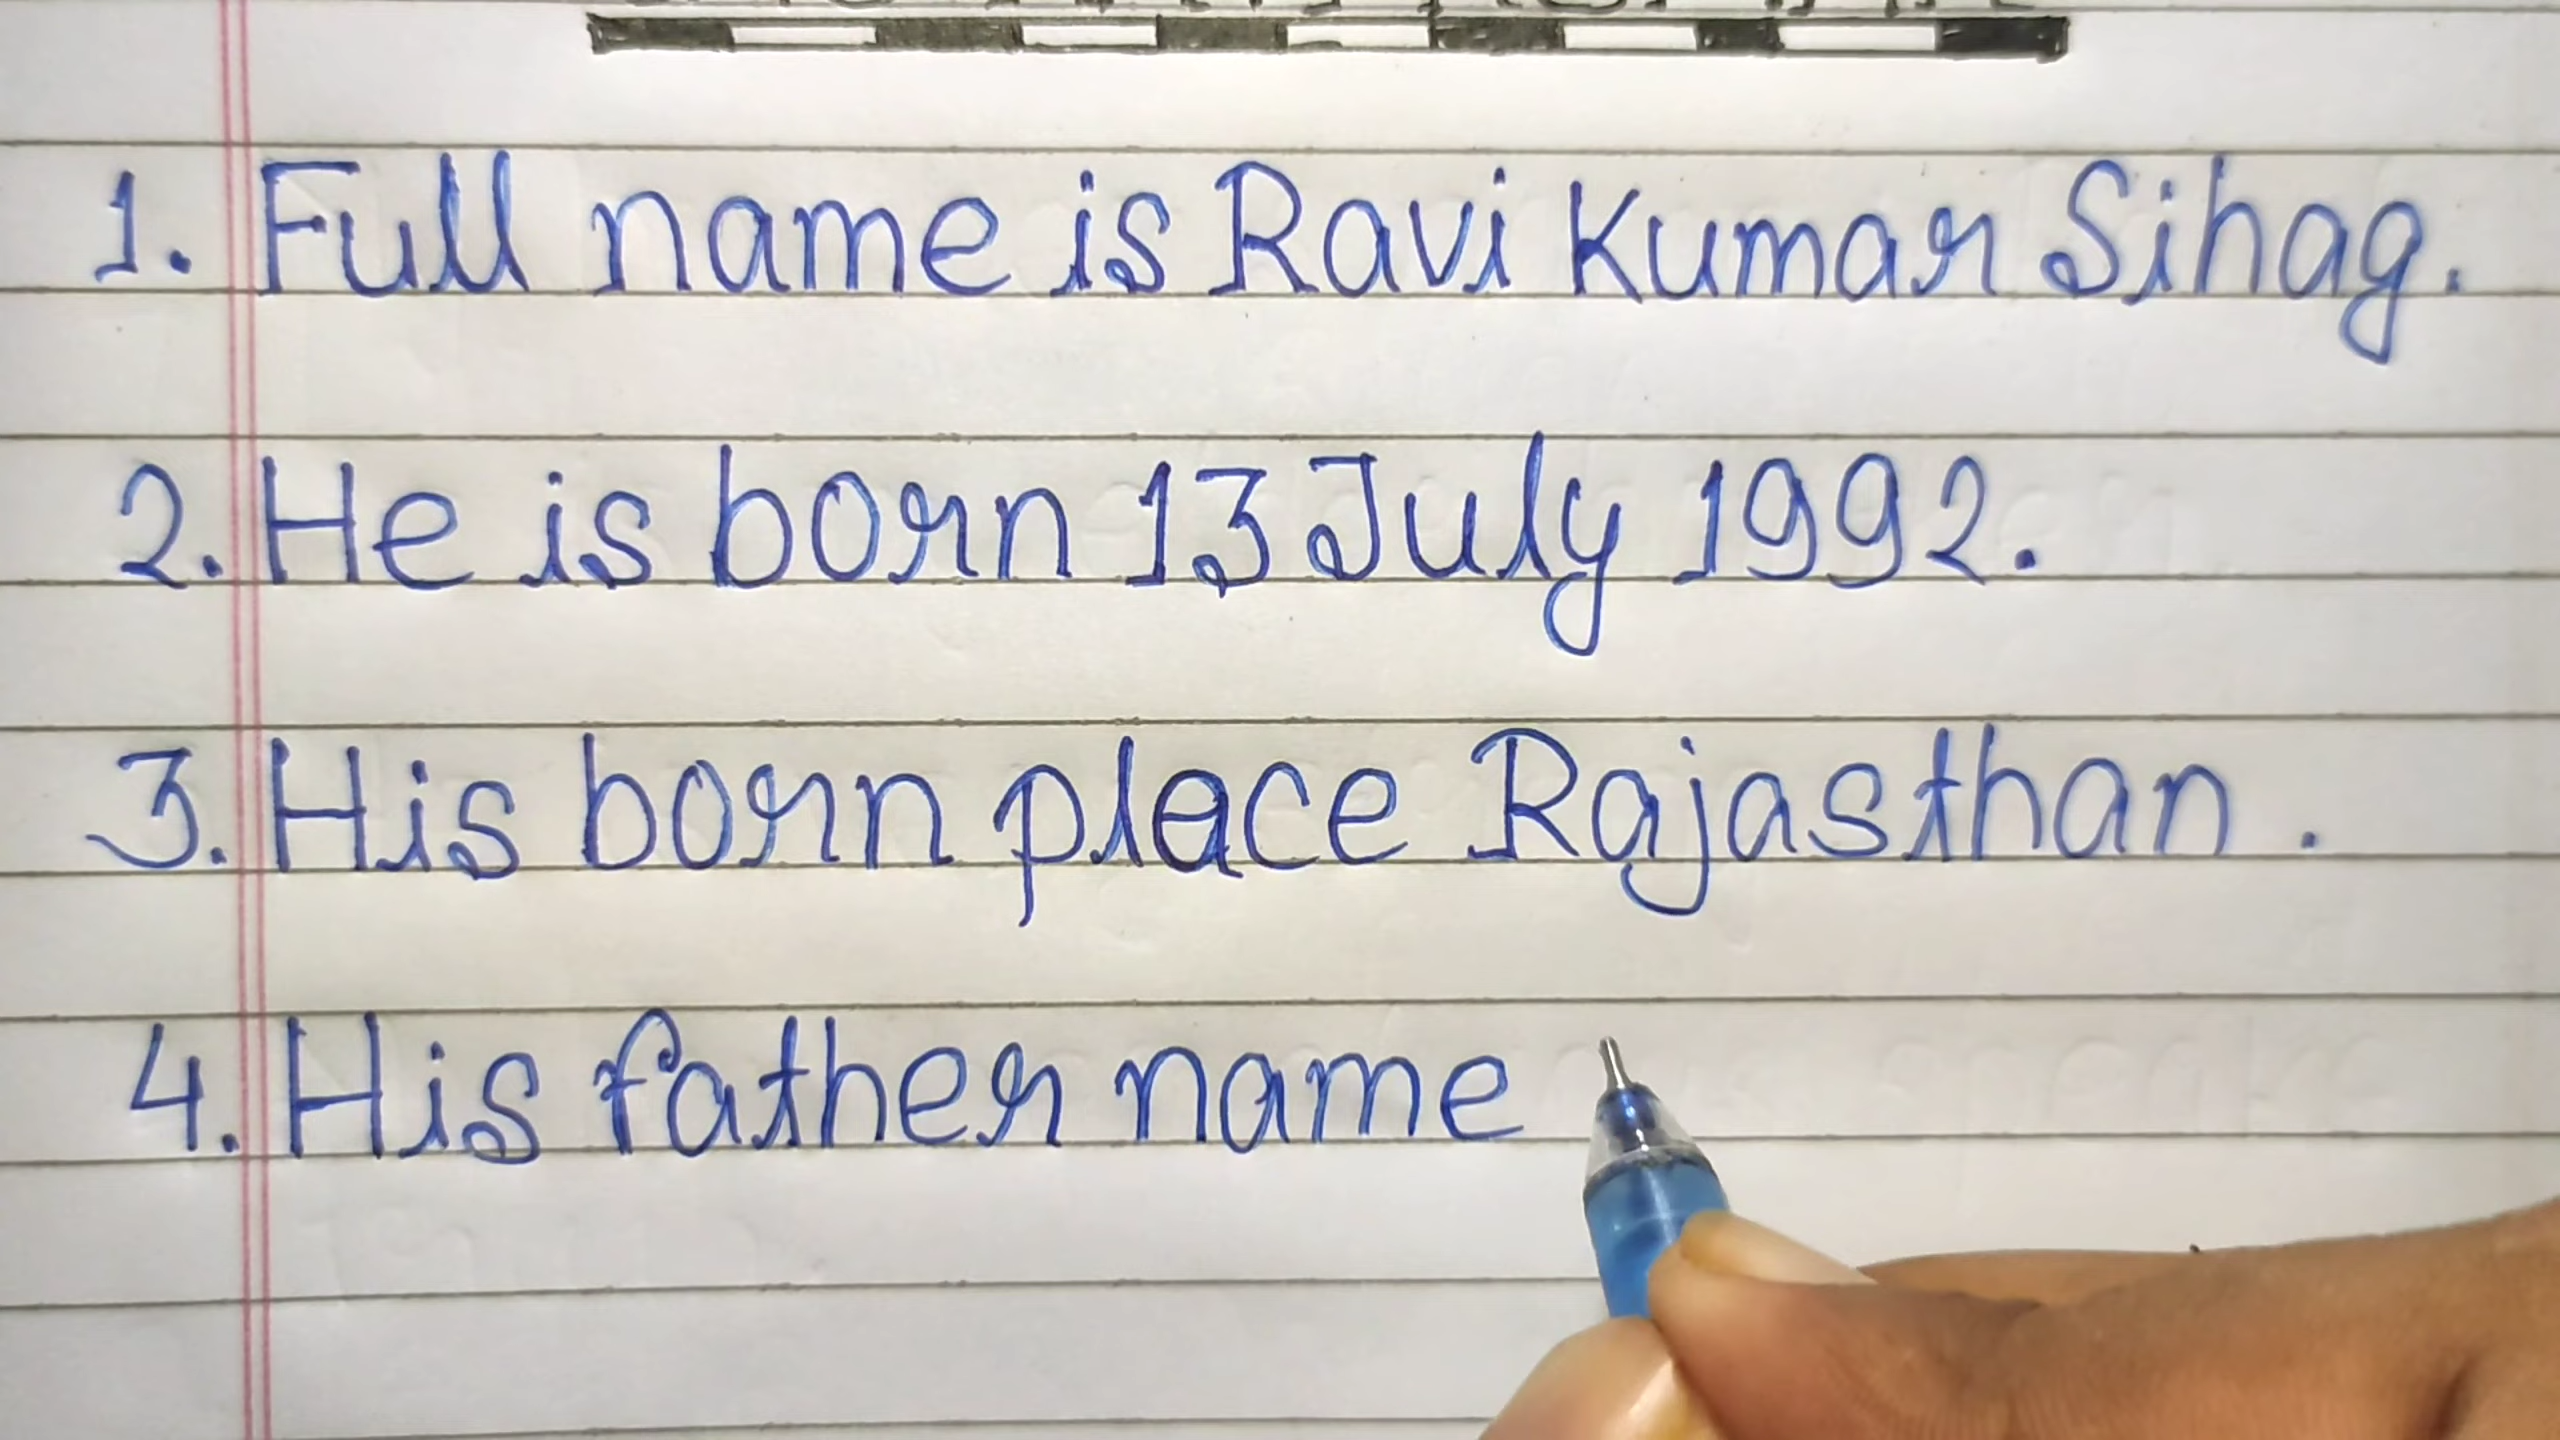 1. Full name is Ravi Kumar Sihag.
2. He is born 13 July 1992.
3. His born place Rajasthan.
4. His father name